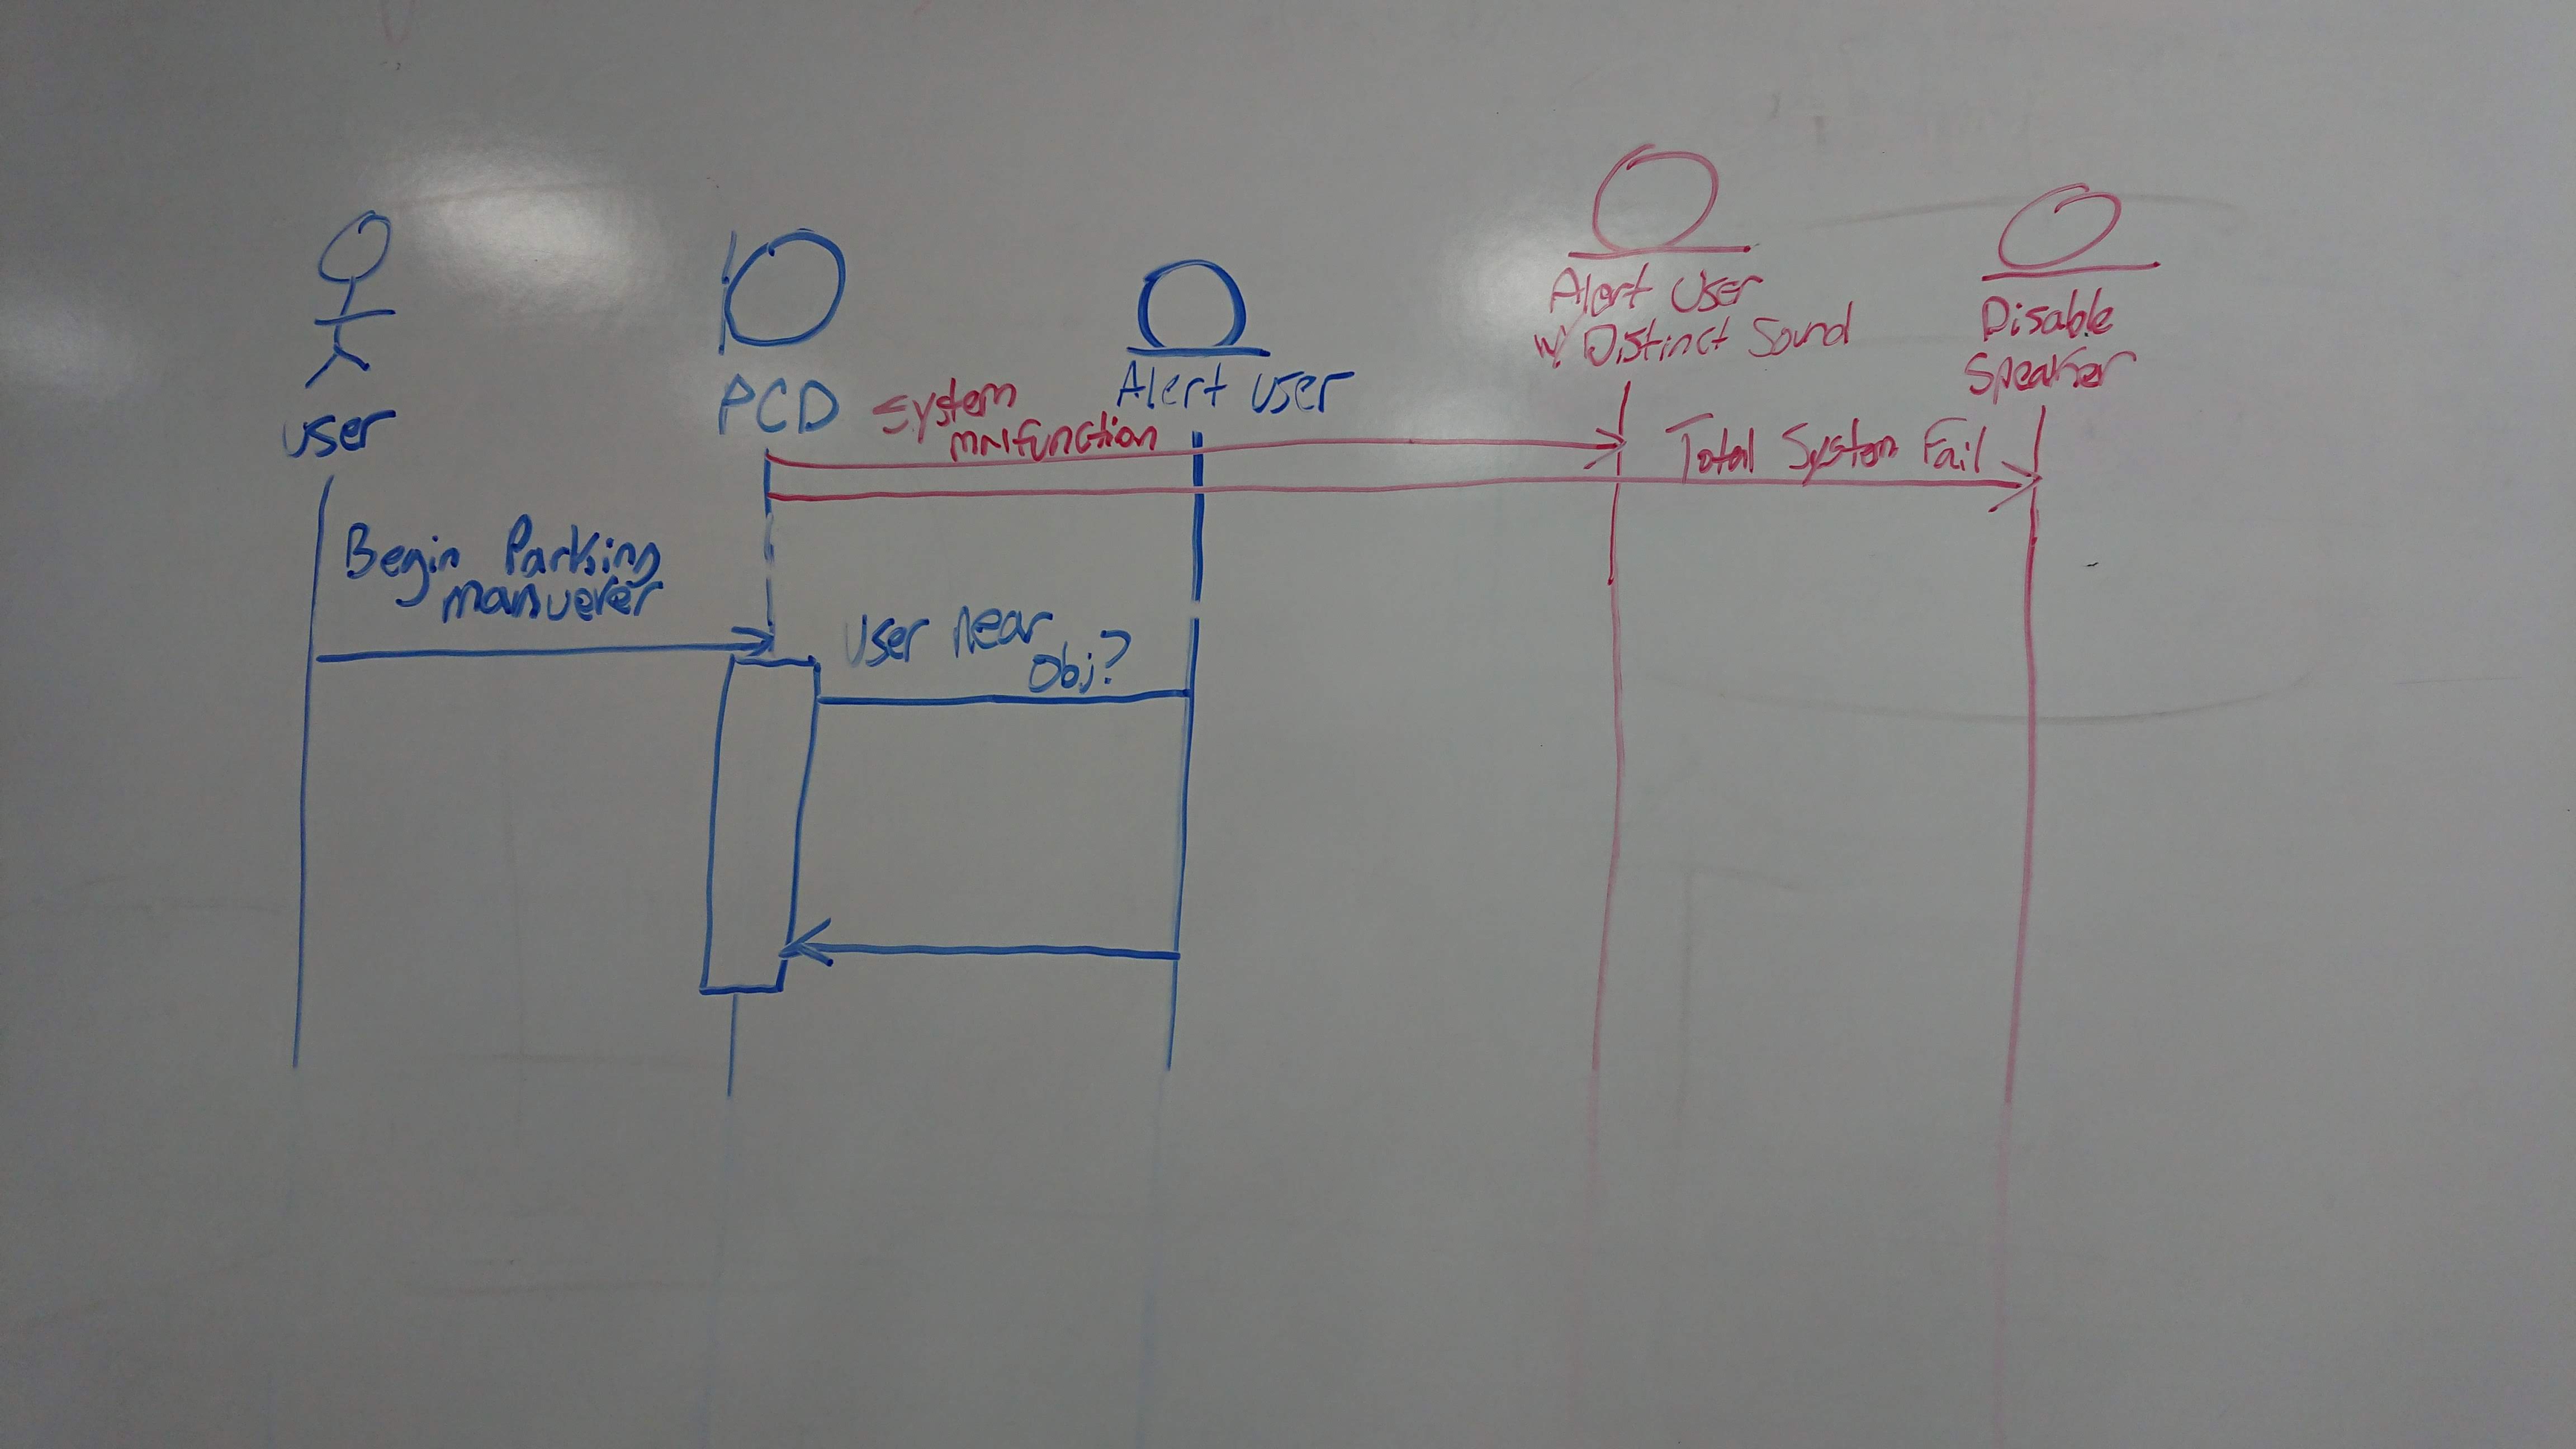 User
PCD
Alert User
Alert User
w/ Distinct Sound
Disable
Speaker
System
malfunction
Total System Fail
Begin Parking
manuever
User near
Obj?